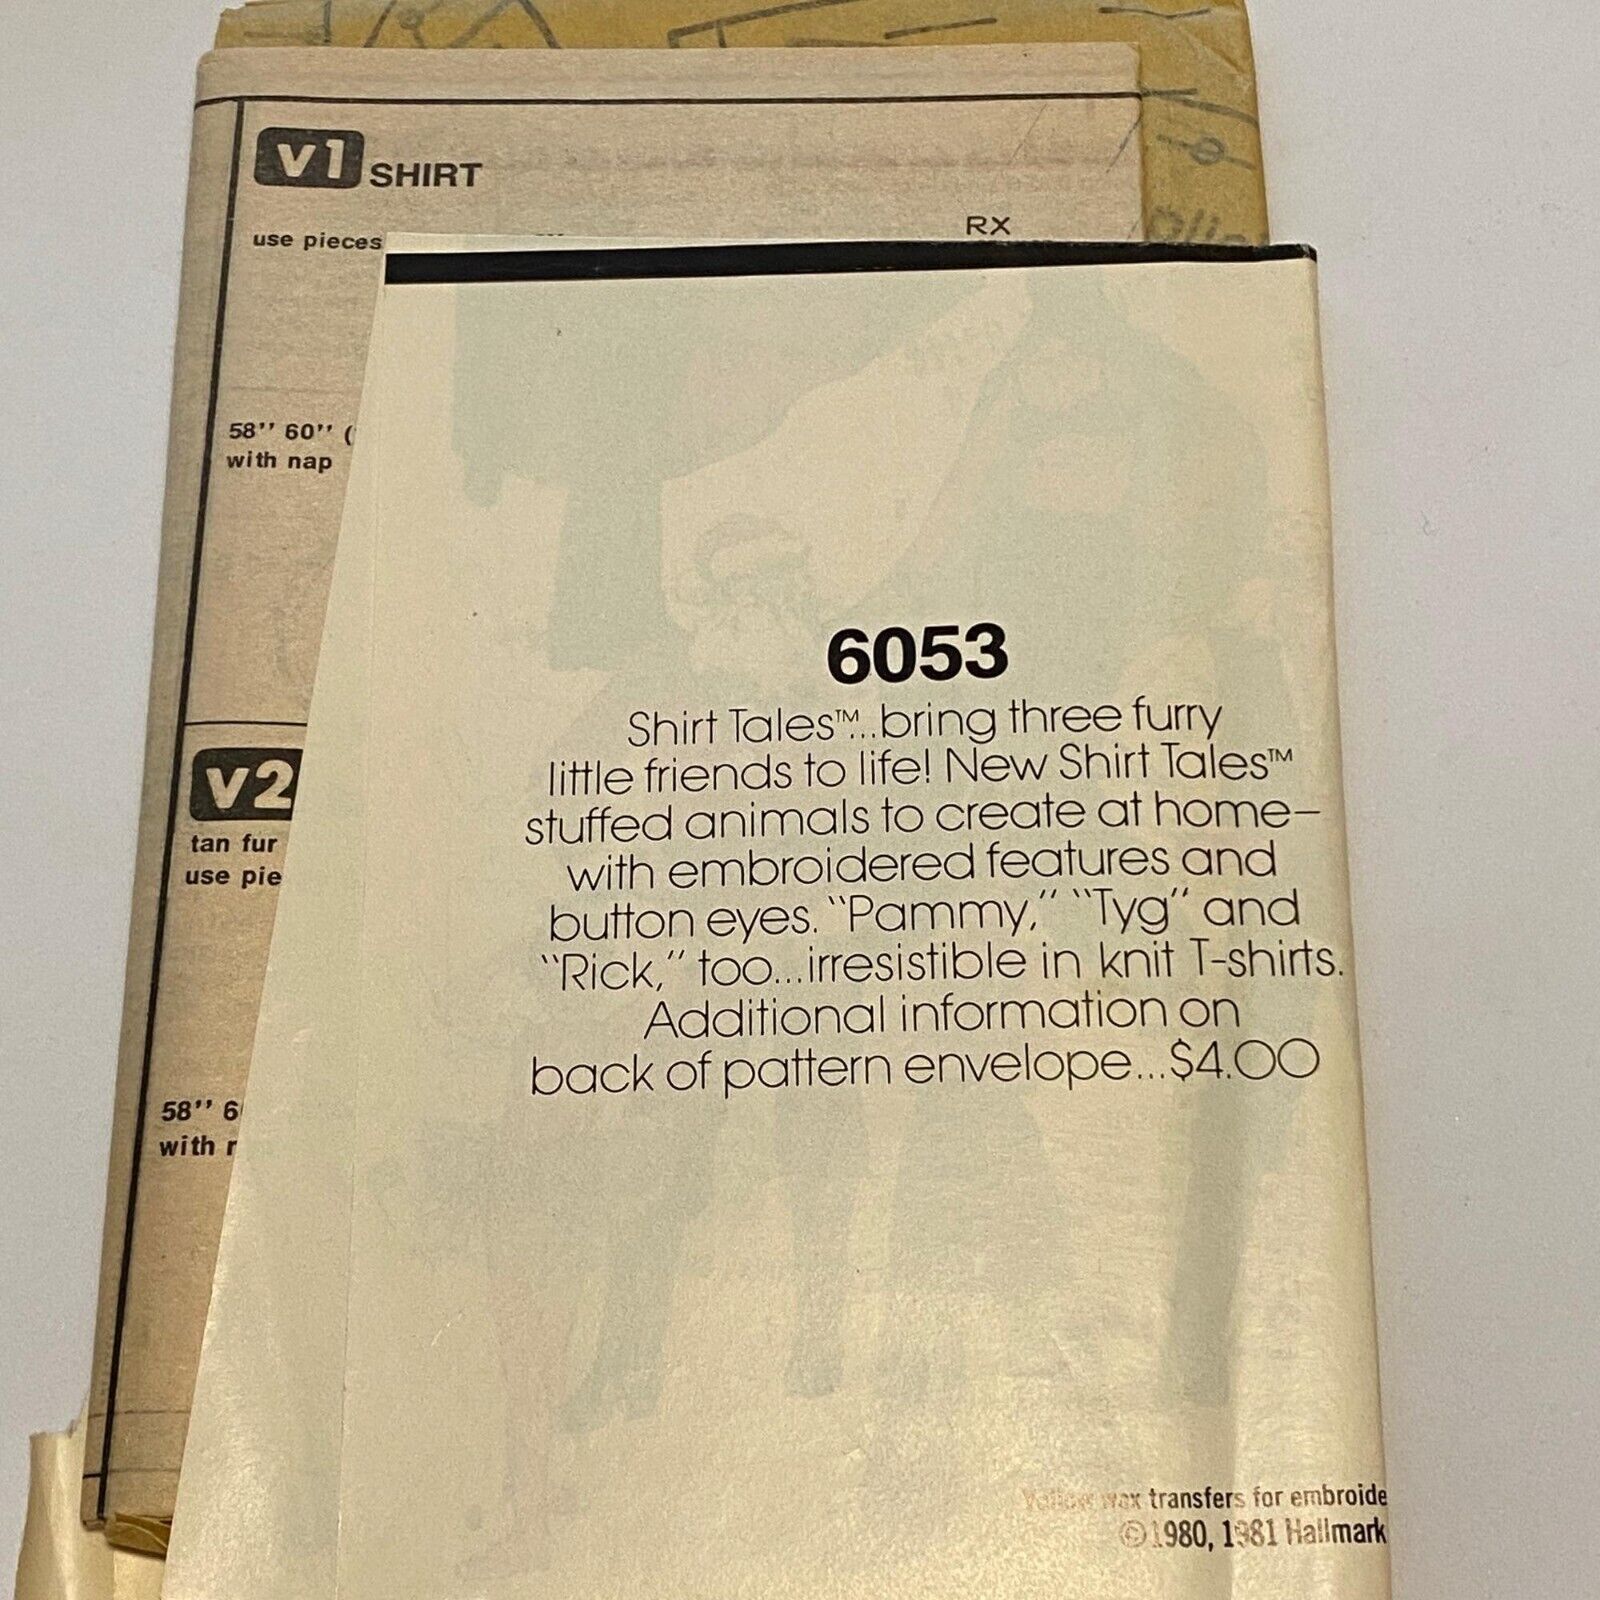 v1 SHIRT
RX
use pieces
58'' 60'' (
with nap
v2
tan fur
use pie
58'' 6
with
6053
Shirt Tales™...bring three furry
little friends to life! New Shirt Tales™
stuffed animals to create at home–
with embroidered features and
button eyes. "Pammy," "Tyg" and
"Rick," too...irresistible in knit T-shirts.
Additional information on
back of pattern envelope...$4.00
Yellow wax transfers for embroide
©1980, 1981 Hallmark